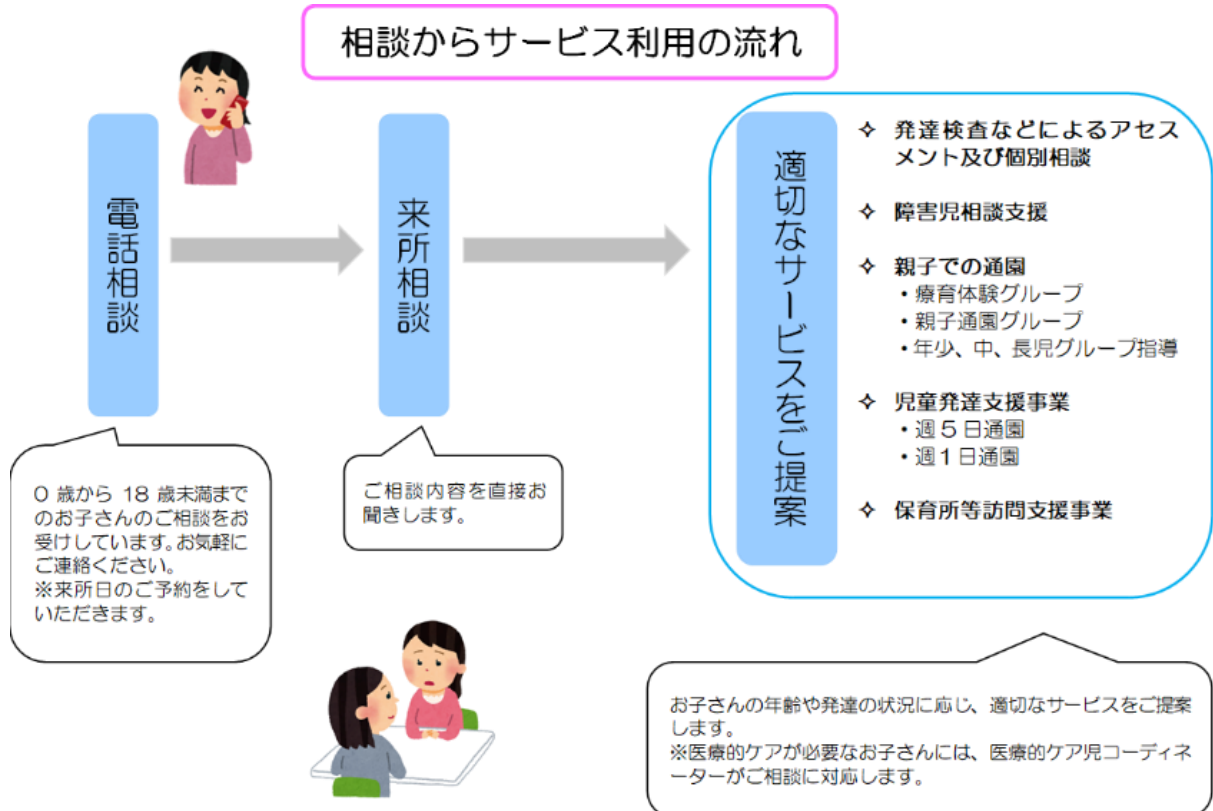 相談からサービス利用の流れ
電話相談
０歳から 18 歳未満まで
のお子さんのご相談をお
受けしています。お気軽に
ご連絡ください。
※来所日のご予約をして
いただきます。
来所相談
ご相談内容を直接お
聞きします。
適切なサービスをご提案
✧ 発達検査などによるアセス
メント及び個別相談
✧ 障害児相談支援
✧ 親子での通園
・療育体験グループ
・親子通園グループ
・年少、中、長児グループ指導
✧ 児童発達支援事業
・週５日通園
・週１日通園
✧ 保育所等訪問支援事業
お子さんの年齢や発達の状況に応じ、適切なサービスをご提案
します。
※医療的ケアが必要なお子さんには、医療的ケア児コーディネ
ーターがご相談に対応します。